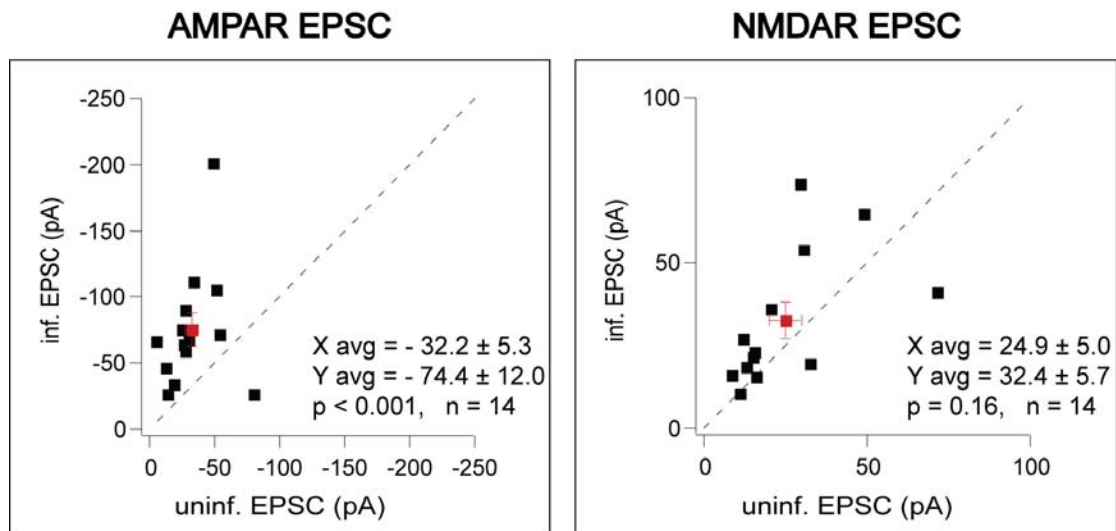 AMPAR EPSC
-250
-200
-150
-100
-50
0
inf. EPSC (pA)
X avg = - 32.2 ± 5.3
Y avg = - 74.4 ± 12.0
p < 0.001, n = 14
0 -50 -100 -150 -200 -250
uninf. EPSC (pA)
NMDAR EPSC
100
50
0
inf. EPSC (pA)
X avg = 24.9 ± 5.0
Y avg = 32.4 ± 5.7
p = 0.16, n = 14
0 50 100
uninf. EPSC (pA)